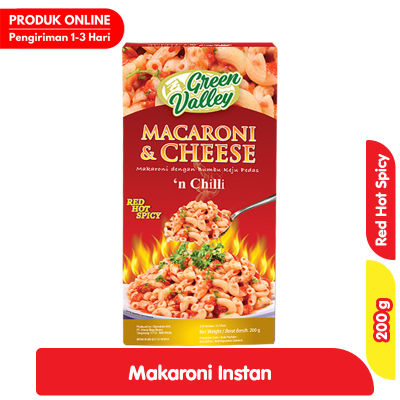 PRODUK ONLINE
Pengiriman 1-3 Hari
Green
Valley
MACARONI
& CHEESE
Makaroni dengan Bumbu Keju Pedas
'n Chilli
RED
HOT
SPICY
Net Weight / Berat Bersih: 200 g
Red Hot Spicy
200 g
Makaroni Instan